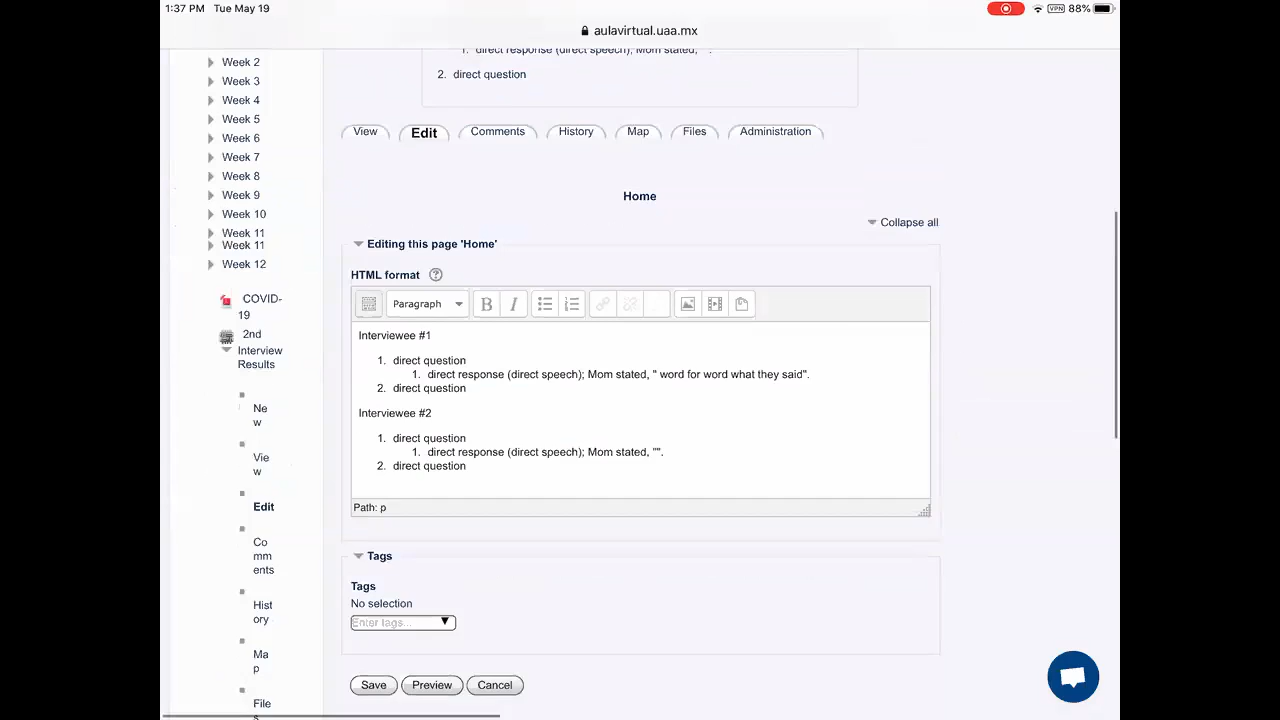 1:37 PM Tue May 19
VPN 88%
aulavirtual.uaa.mx
1. direct response (direct speech); Mom stated, " ".
2. direct question
Week 2
Week 3
Week 4
Week 5
Week 6
Week 7
Week 8
Week 9
Week 10
Week 11
Week 11
Week 12
COVID-
19
2nd
Interview
Results
Ne
w
Vie
w
Edit
Co
mm
ents
Hist
ory
Ma
p
File
s
View Edit Comments History Map Files Administration
Home
Collapse all
Editing this page 'Home'
HTML format ?
Paragraph B I
Interviewee #1
1. direct question
1. direct response (direct speech); Mom stated, " word for word what they said".
2. direct question
Interviewee #2
1. direct question
1. direct response (direct speech); Mom stated, "".
2. direct question
Path: p
Tags
Tags
No selection
Enter tags...
Save Preview Cancel